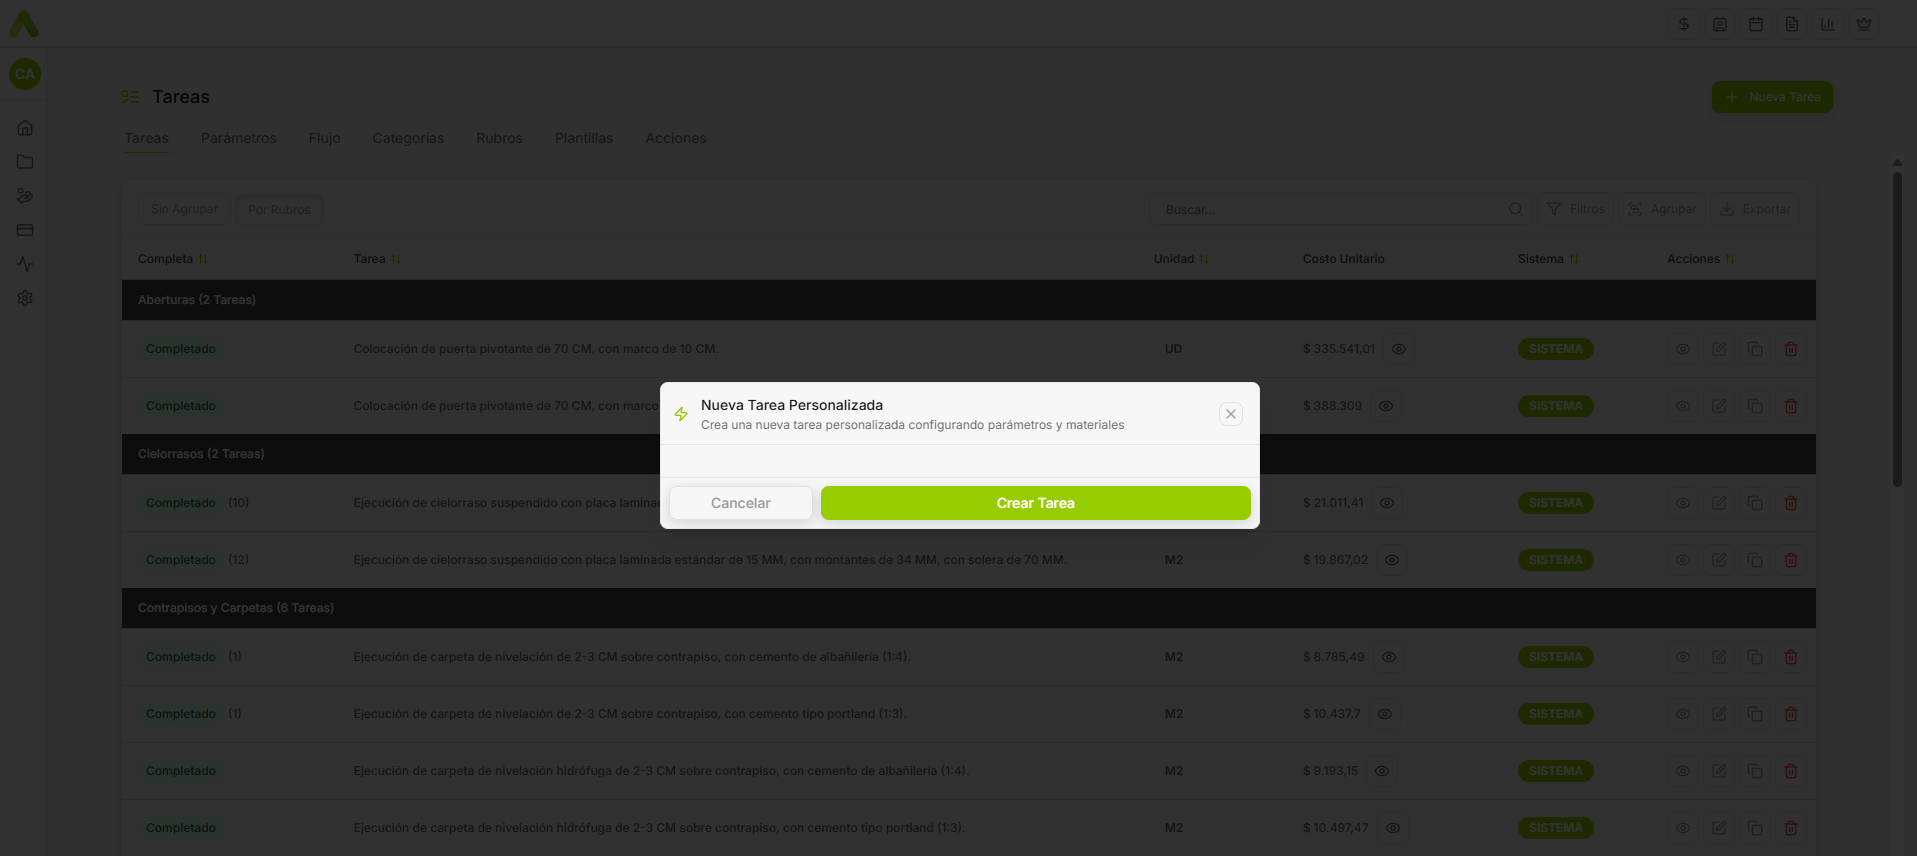 CA
Tareas
Nueva Tarea
Tareas Parámetros Flujo Categorías Rubros Plantillas Acciones
Sin Agrupar Por Rubros Buscar... Filtros Agrupar Exportar
Completa Tarea Unidad Costo Unitario Sistema Acciones
Aberturas (2 Tareas)
Completado Colocación de puerta pivotante de 70 CM, con marco de 10 CM. UD $ 335.541,01 SISTEMA
Completado Colocación de puerta pivotante de 70 CM, con marco $ 388.309 SISTEMA
Nueva Tarea Personalizada
Crea una nueva tarea personalizada configurando parámetros y materiales
Cancelar Crear Tarea
Cielorrasos (2 Tareas)
Completado (10) Ejecución de cielorraso suspendido con placa lamina $ 21.011,41 SISTEMA
Completado (12) Ejecución de cielorraso suspendido con placa laminada estándar de 15 MM, con montantes de 34 MM, con solera de 70 MM. M2 $ 19.867,02 SISTEMA
Contrapisos y Carpetas (6 Tareas)
Completado (1) Ejecución de carpeta de nivelación de 2-3 CM sobre contrapiso, con cemento de albañilería (1:4). M2 $ 8.785,49 SISTEMA
Completado (1) Ejecución de carpeta de nivelación de 2-3 CM sobre contrapiso, con cemento tipo portland (1:3). M2 $ 10.437,7 SISTEMA
Completado Ejecución de carpeta de nivelación hidrófuga de 2-3 CM sobre contrapiso, con cemento de albañilería (1:4). M2 $ 9.193,15 SISTEMA
Completado Ejecución de carpeta de nivelación hidrófuga de 2-3 CM sobre contrapiso, con cemento tipo portland (1:3). M2 $ 10.497,47 SISTEMA